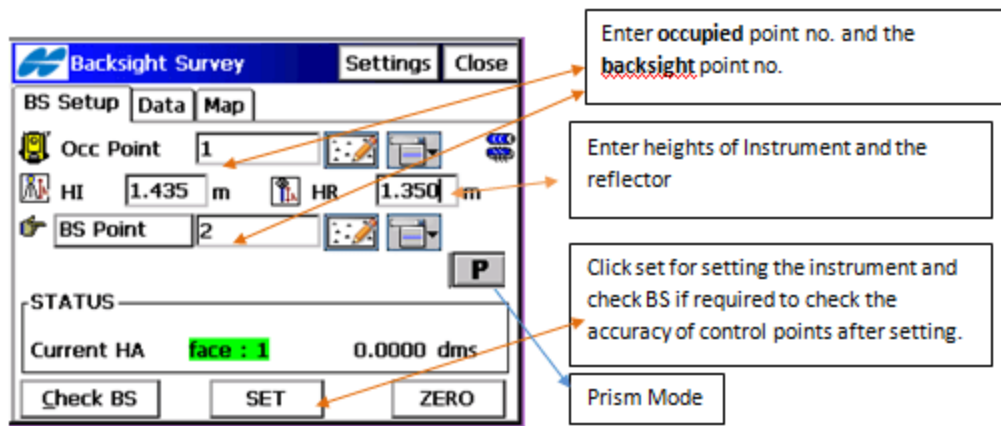 Backsight Survey Settings Close
BS Setup Data Map
Occ Point 1
HI 1.435 m HR 1.350 m
BS Point 2
P
STATUS
Current HA face : 1 0.0000 dms
Check BS SET ZERO
Enter occupied point no. and the
backsight point no.
Enter heights of Instrument and the
reflector
Click set for setting the instrument and
check BS if required to check the
accuracy of control points after setting.
Prism Mode